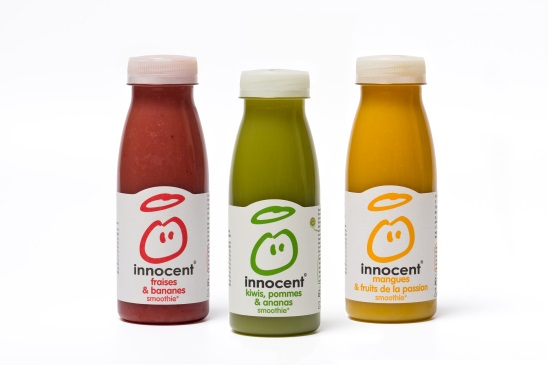 innocent®
fraises
& bananes
smoothie*
innocent®
kiwis, pommes
& ananas
smoothie*
innocent®
mangues
& fruits de la passion
smoothie*